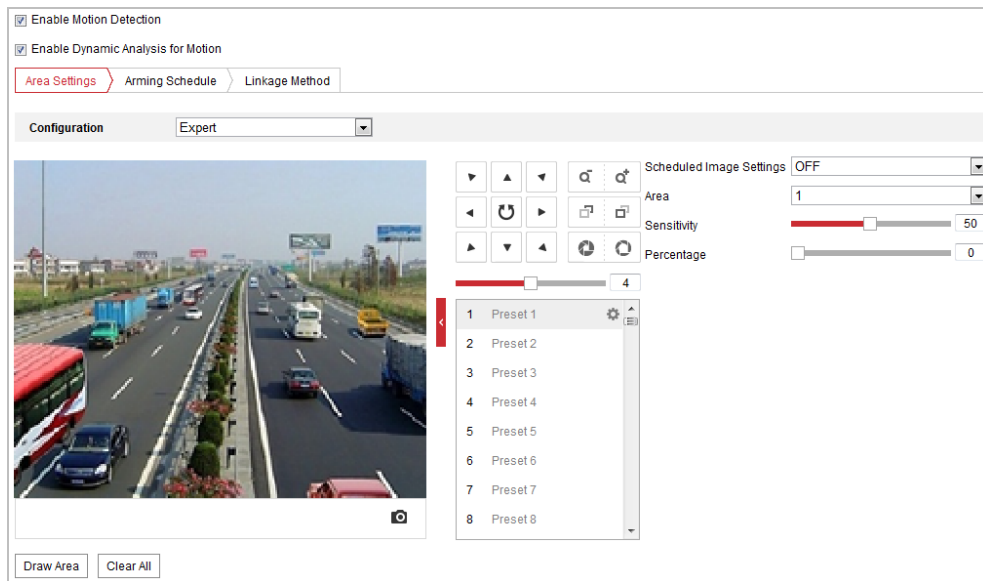 Enable Motion Detection
Enable Dynamic Analysis for Motion
Area Settings
Arming Schedule
Linkage Method
Configuration
Expert
Scheduled Image Settings OFF
Area 1
Sensitivity 50
Percentage 0
4
1 Preset 1
2 Preset 2
3 Preset 3
4 Preset 4
5 Preset 5
6 Preset 6
7 Preset 7
8 Preset 8
Draw Area
Clear All